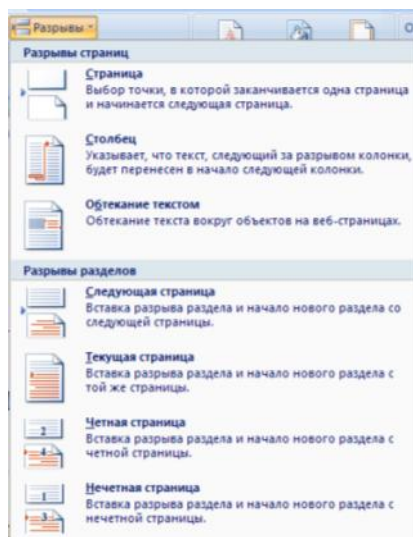 Разрывы
Разрывы страниц
Страница
Выбор точки, в которой заканчивается одна страница
и начинается следующая страница.
Столбец
Указывает, что текст, следующий за разрывом колонки,
будет перенесен в начало следующей колонки.
Обтекание текстом
Обтекание текста вокруг объектов на веб-страницах.
Разрывы разделов
Следующая страница
Вставка разрыва раздела и начало нового раздела со
следующей страницы.
Текущая страница
Вставка разрыва раздела и начало нового раздела с
той же страницы.
2
4
Четная страница
Вставка разрыва раздела и начало нового раздела с
четной страницы.
1
3
Нечетная страница
Вставка разрыва раздела и начало нового раздела с
нечетной страницы.